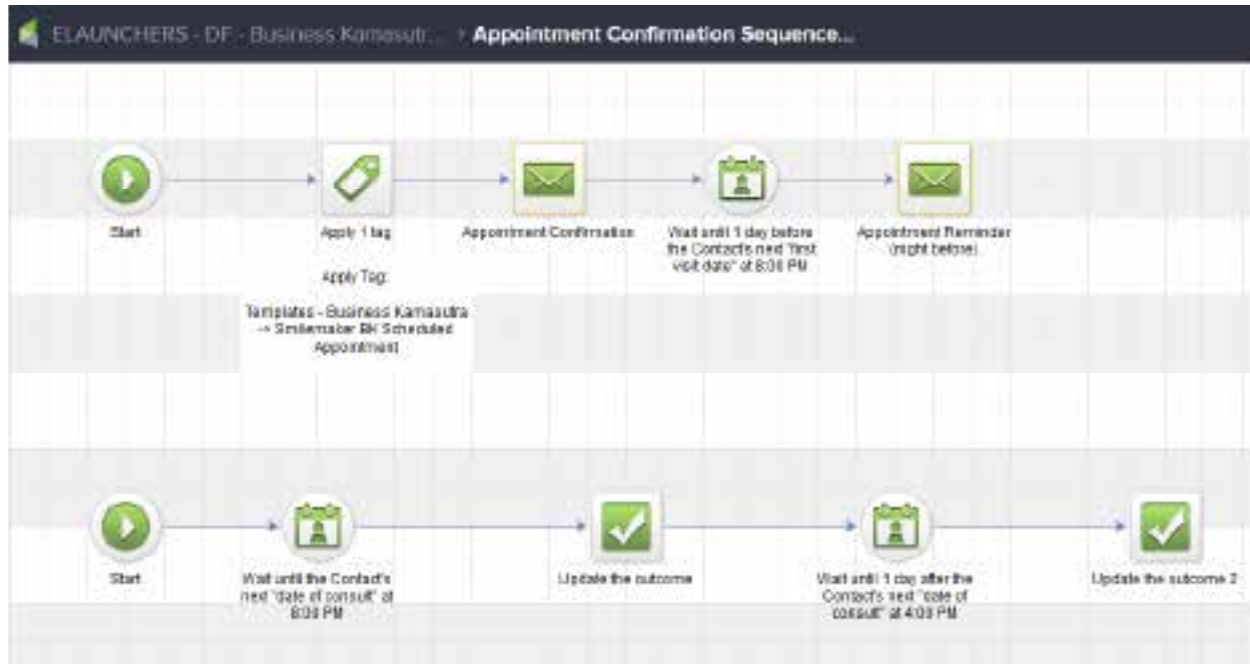 ELAUNCHERS - DF - Business Kamasutr... › Appointment Confirmation Sequence...
Start
Apply 1 tag
Apply Tag:
Templates - Business Kamasutra
-> Smilemaker BK Scheduled
Appointment
Appointment Confirmation
Wait until 1 day before
the Contact's next "first
visit date" at 8:00 PM
Appointment Reminder
(night before)
Start
Wait until the Contact's
next "date of consult" at
8:00 PM
Update the outcome
Wait until 1 day after the
Contact's next "date of
consult" at 4:00 PM
Update the outcome 2